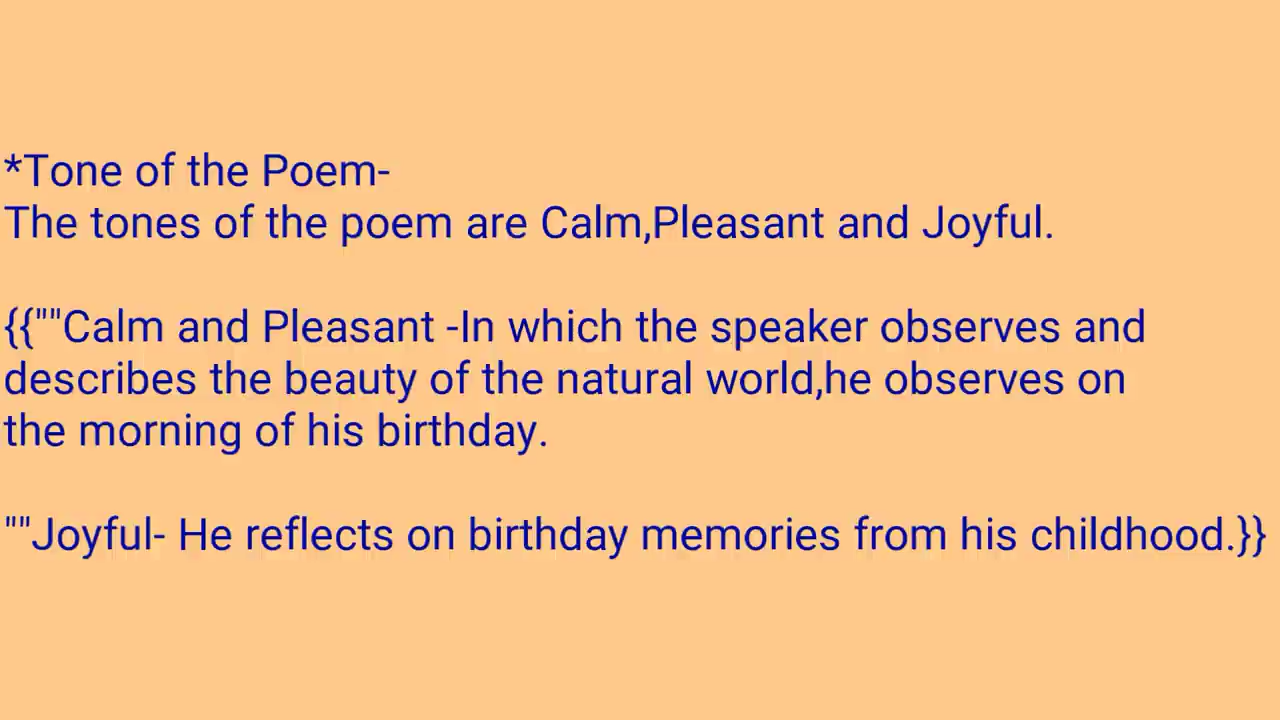 *Tone of the Poem-
The tones of the poem are Calm,Pleasant and Joyful.
{{""Calm and Pleasant -In which the speaker observes and
describes the beauty of the natural world,he observes on
the morning of his birthday.
""Joyful- He reflects on birthday memories from his childhood.}}